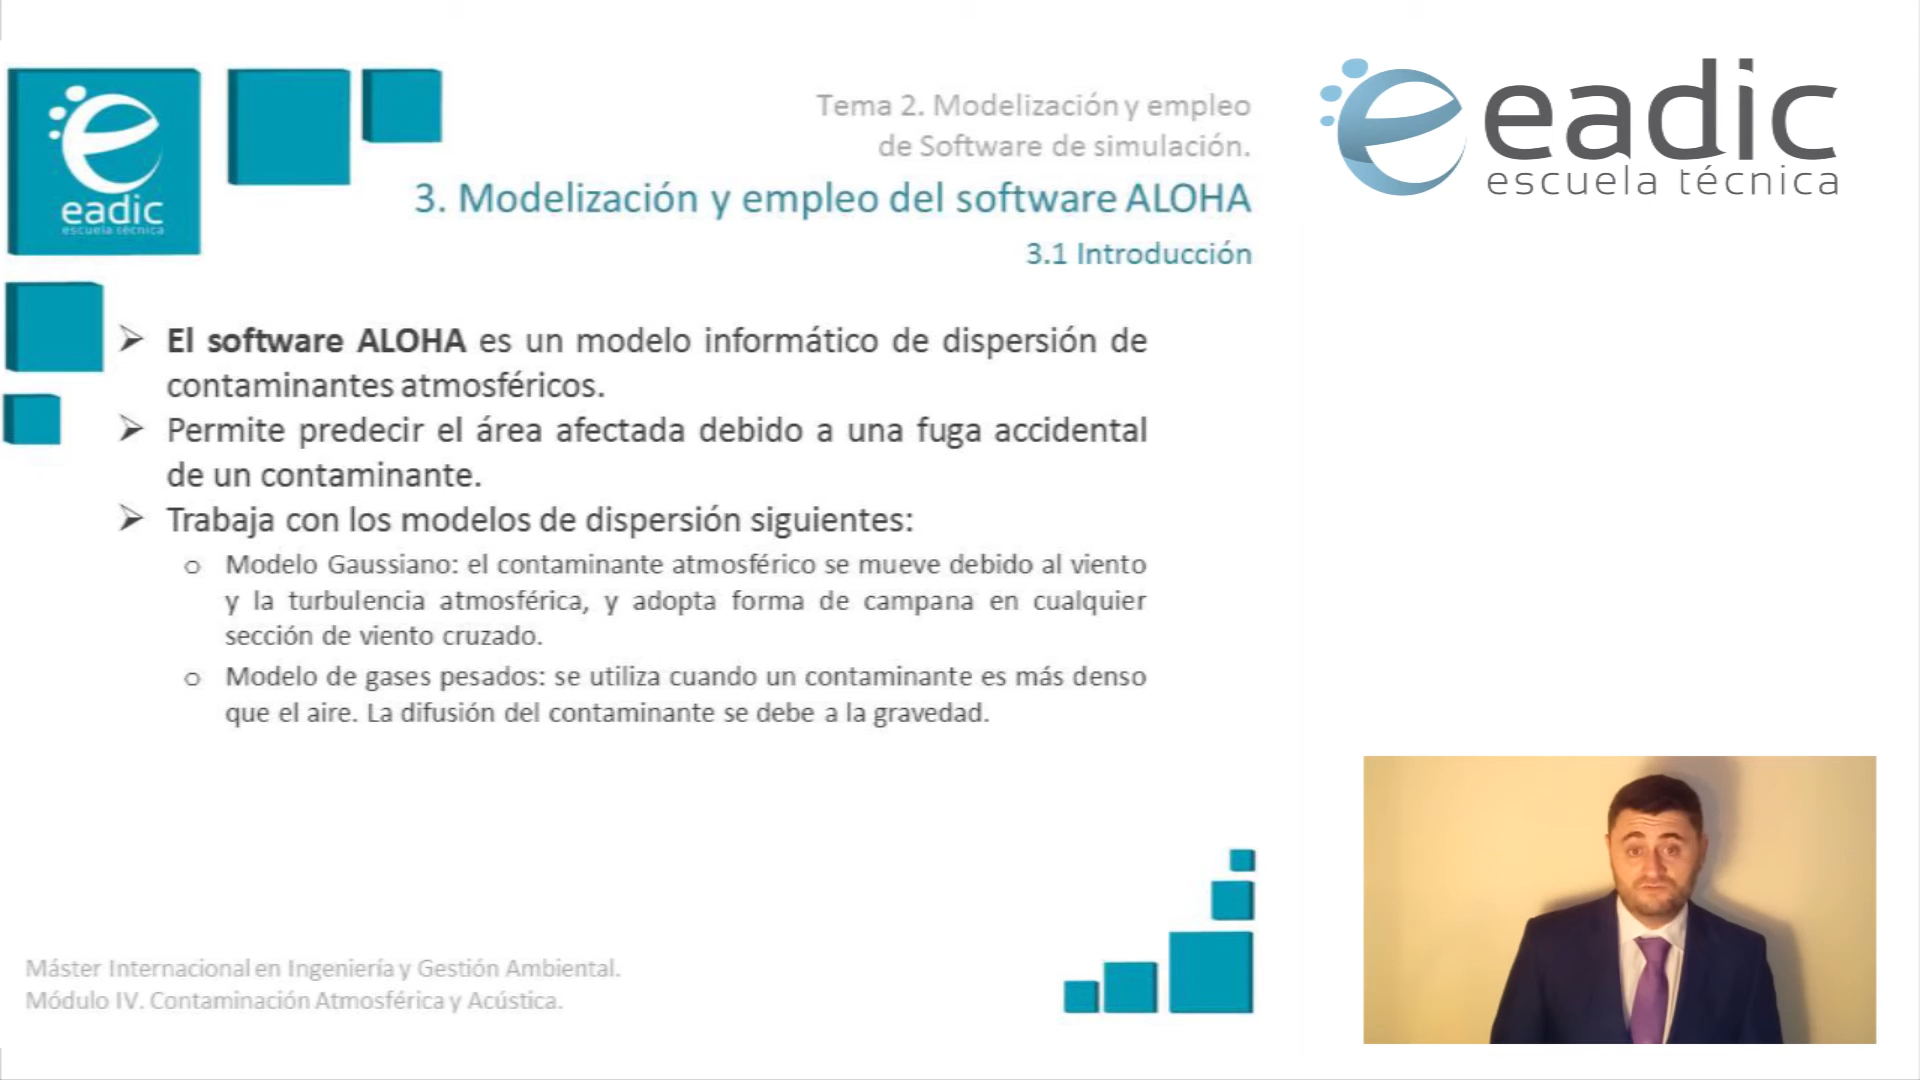 eadic
escuela técnica
Tema 2. Modelización y empleo
de Software de simulación.
3. Modelización y empleo del software ALOHA
3.1 Introducción
eadic
escuela técnica
➢ El software ALOHA es un modelo informático de dispersión de
contaminantes atmosféricos.
➢ Permite predecir el área afectada debido a una fuga accidental
de un contaminante.
➢ Trabaja con los modelos de dispersión siguientes:
o Modelo Gaussiano: el contaminante atmosférico se mueve debido al viento
y la turbulencia atmosférica, y adopta forma de campana en cualquier
sección de viento cruzado.
o Modelo de gases pesados: se utiliza cuando un contaminante es más denso
que el aire. La difusión del contaminante se debe a la gravedad.
Máster Internacional en Ingeniería y Gestión Ambiental.
Módulo IV. Contaminación Atmosférica y Acústica.